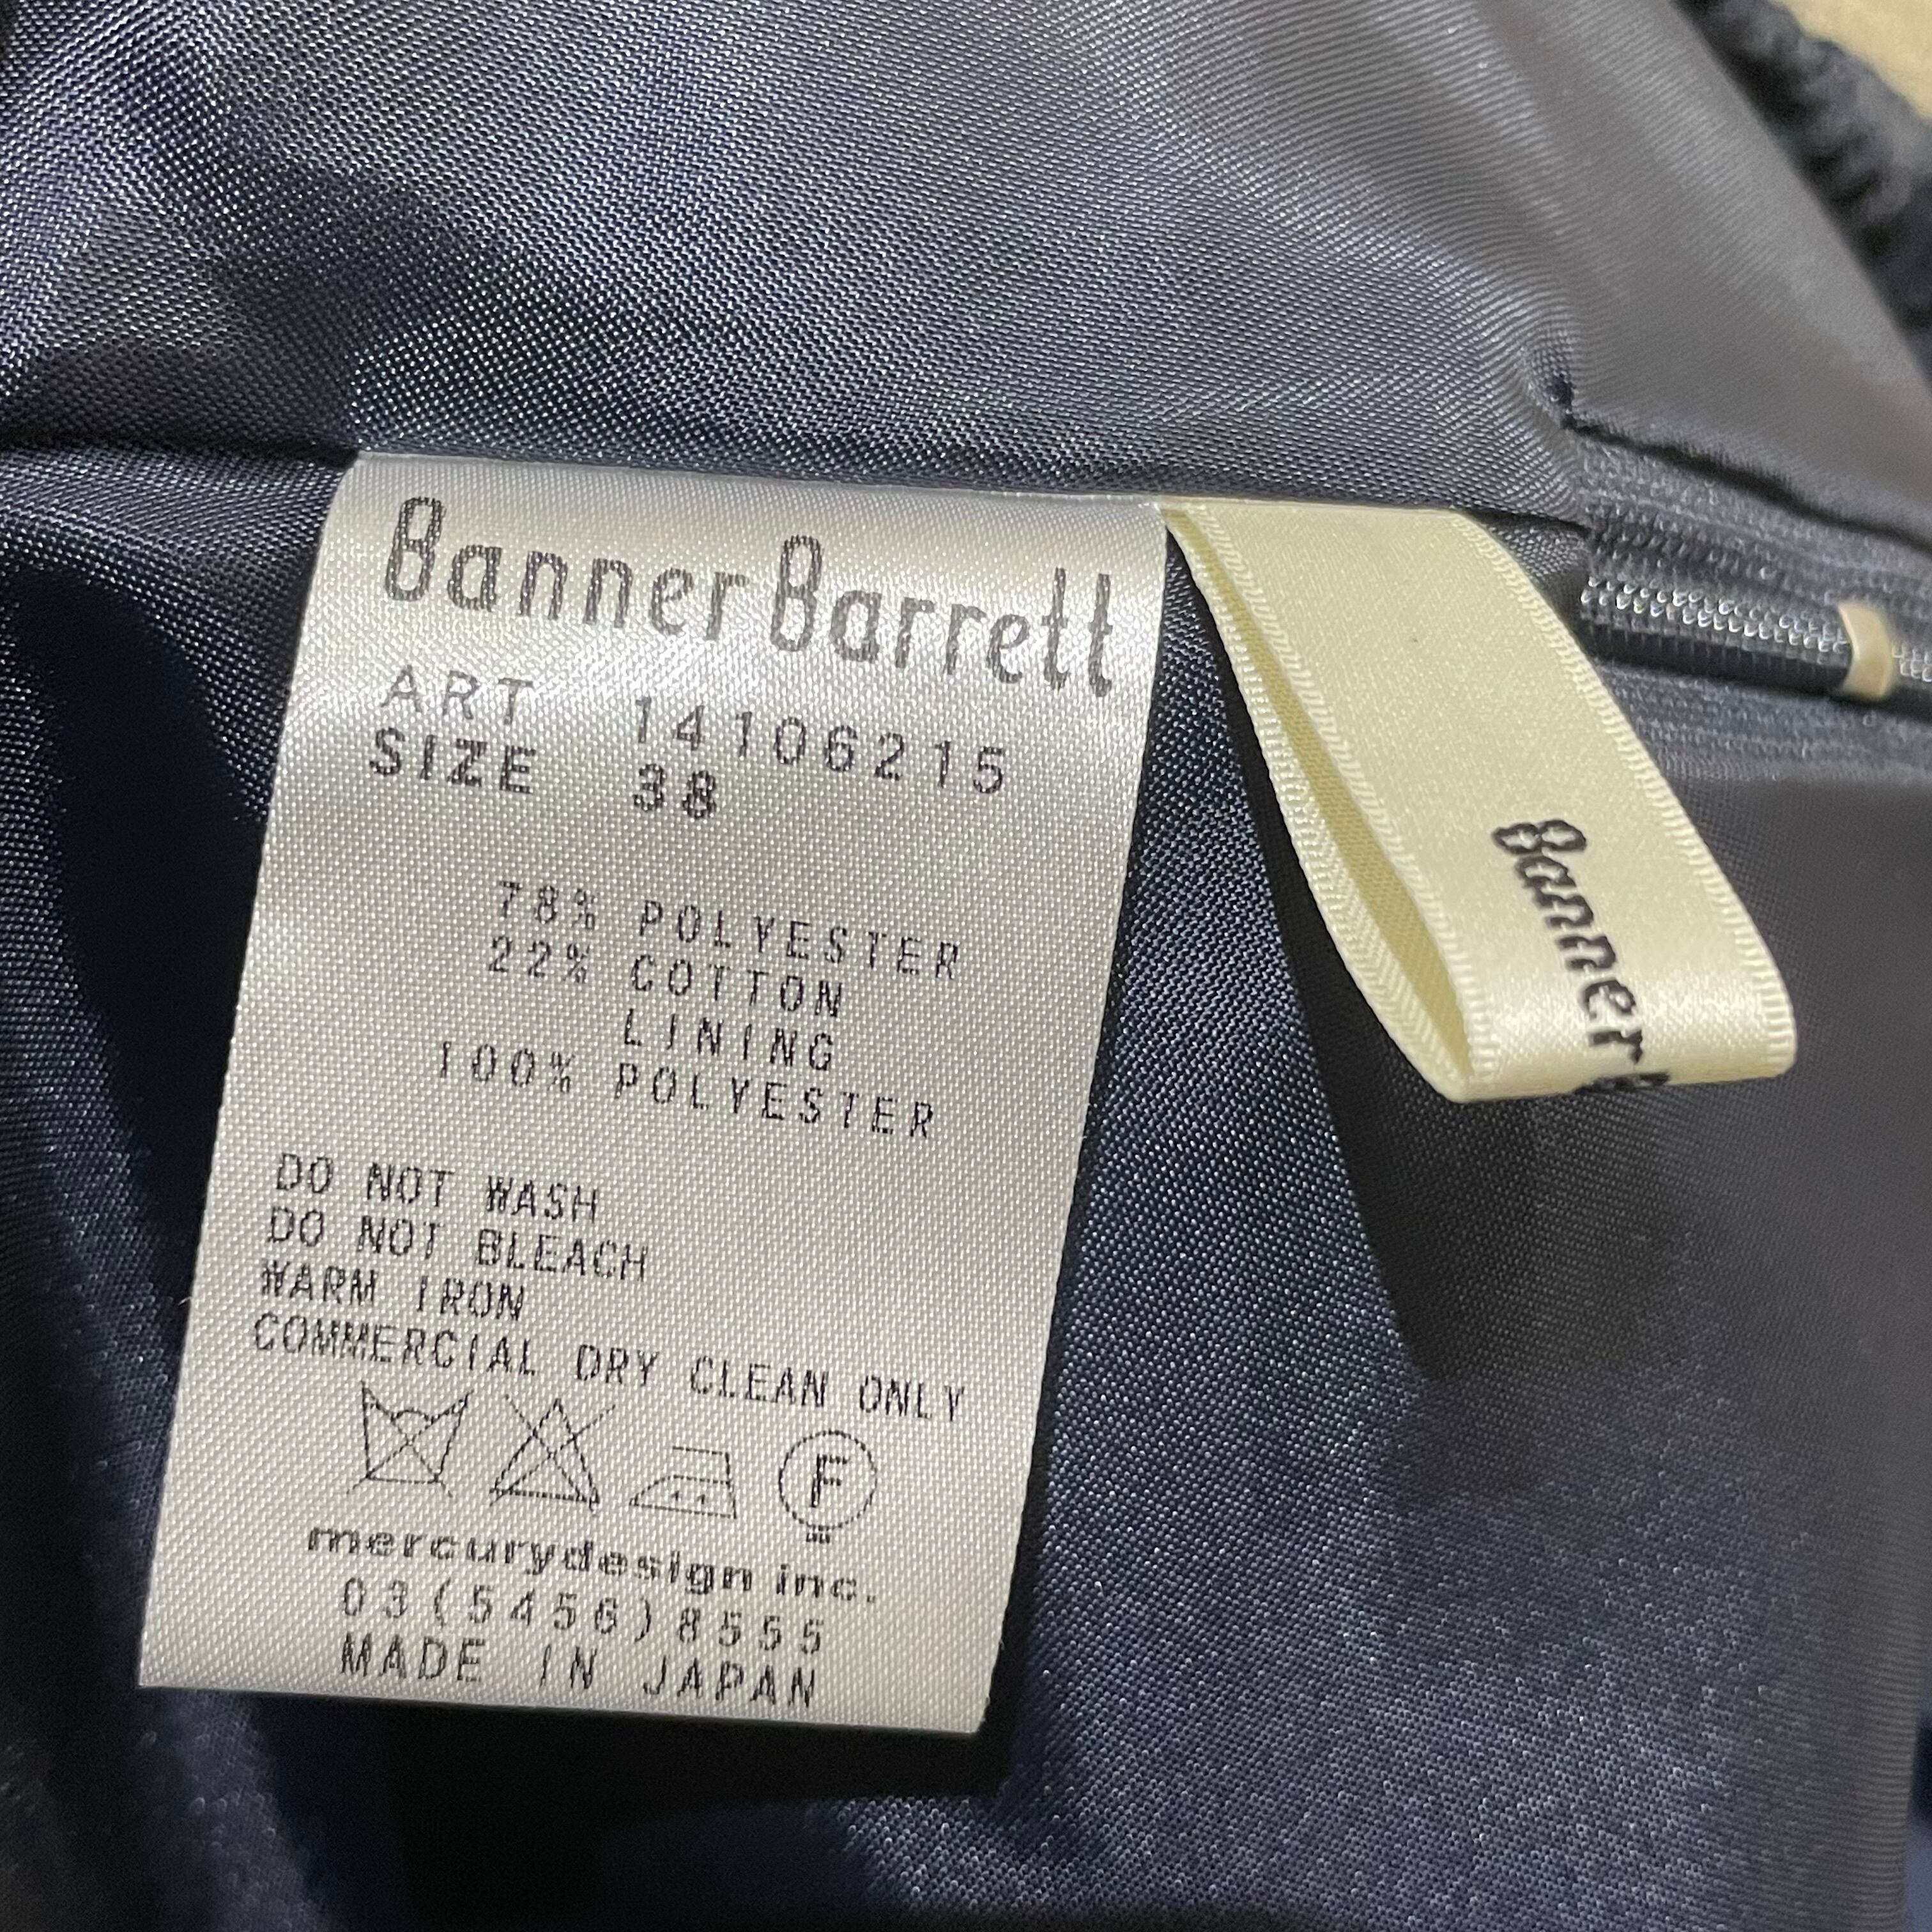 Banner Barrett
ART 14106215
SIZE 38
78% POLYESTER
22% COTTON
LINING
100% POLYESTER
DO NOT WASH
DO NOT BLEACH
WARM IRON
COMMERCIAL DRY CLEAN ONLY
F
mercurydesign inc.
03(5456)8555
MADE IN JAPAN
Banner